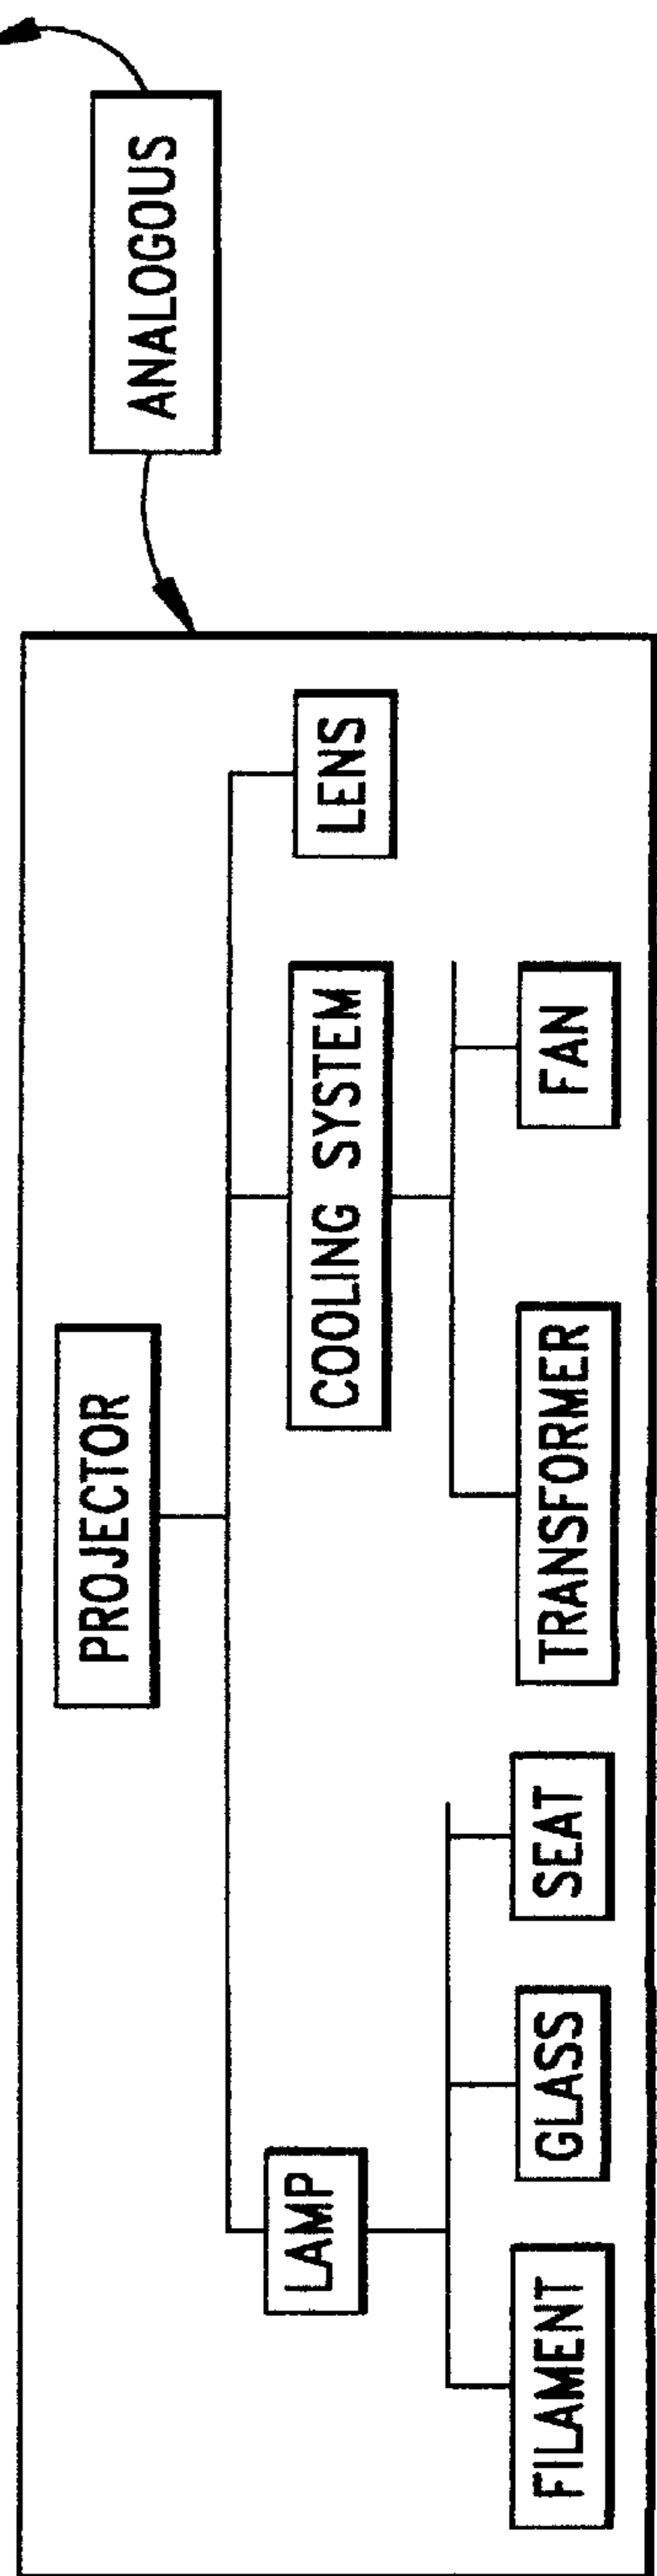 ANALOGOUS
PROJECTOR
LAMP
COOLING SYSTEM
LENS
FILAMENT
GLASS
SEAT
TRANSFORMER
FAN